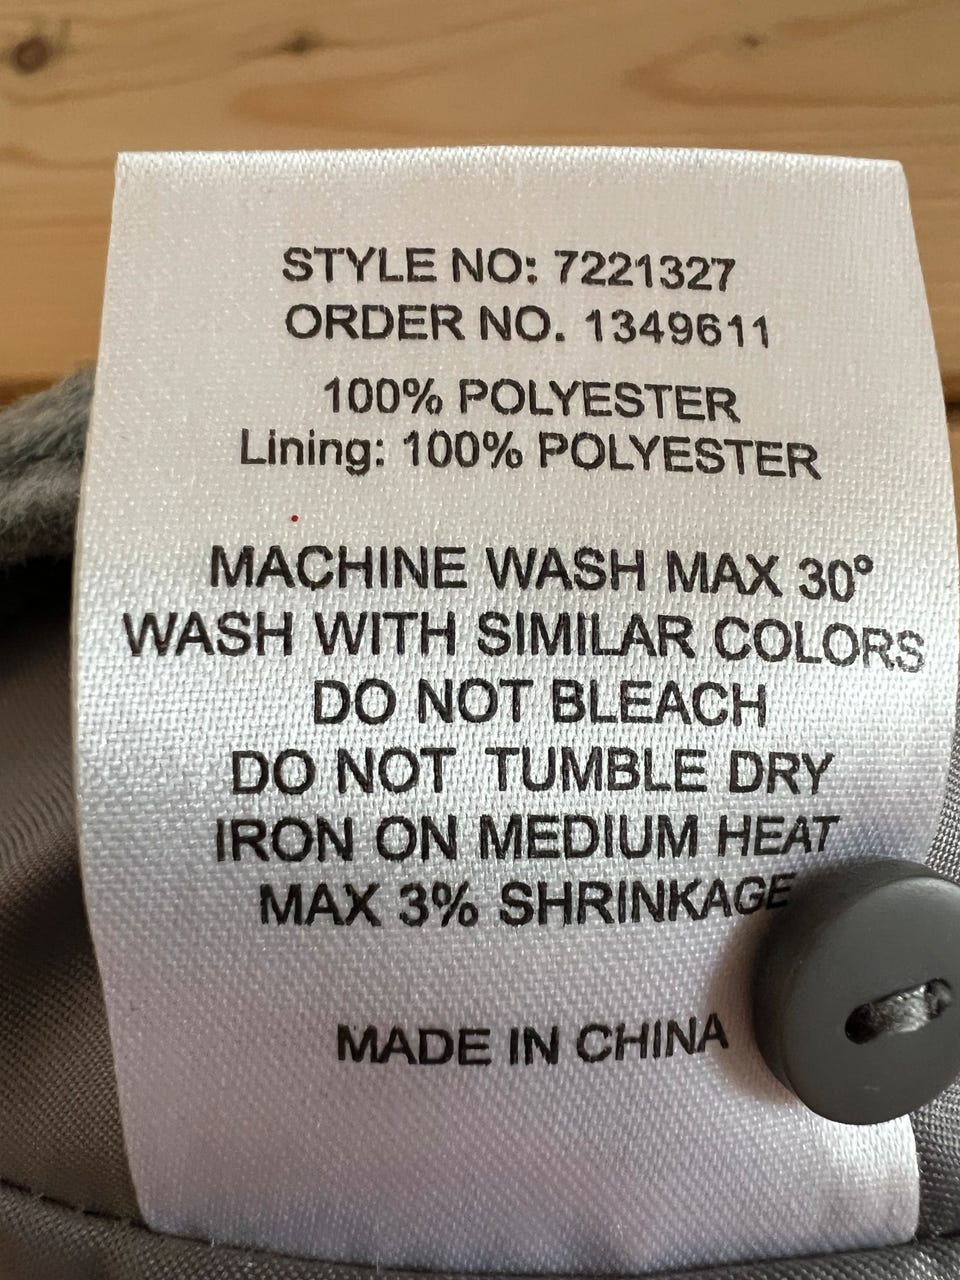 STYLE NO: 7221327
ORDER NO. 1349611
100% POLYESTER
Lining: 100% POLYESTER
MACHINE WASH MAX 30°
WASH WITH SIMILAR COLORS
DO NOT BLEACH
DO NOT TUMBLE DRY
IRON ON MEDIUM HEAT
MAX 3% SHRINKAGE
MADE IN CHINA